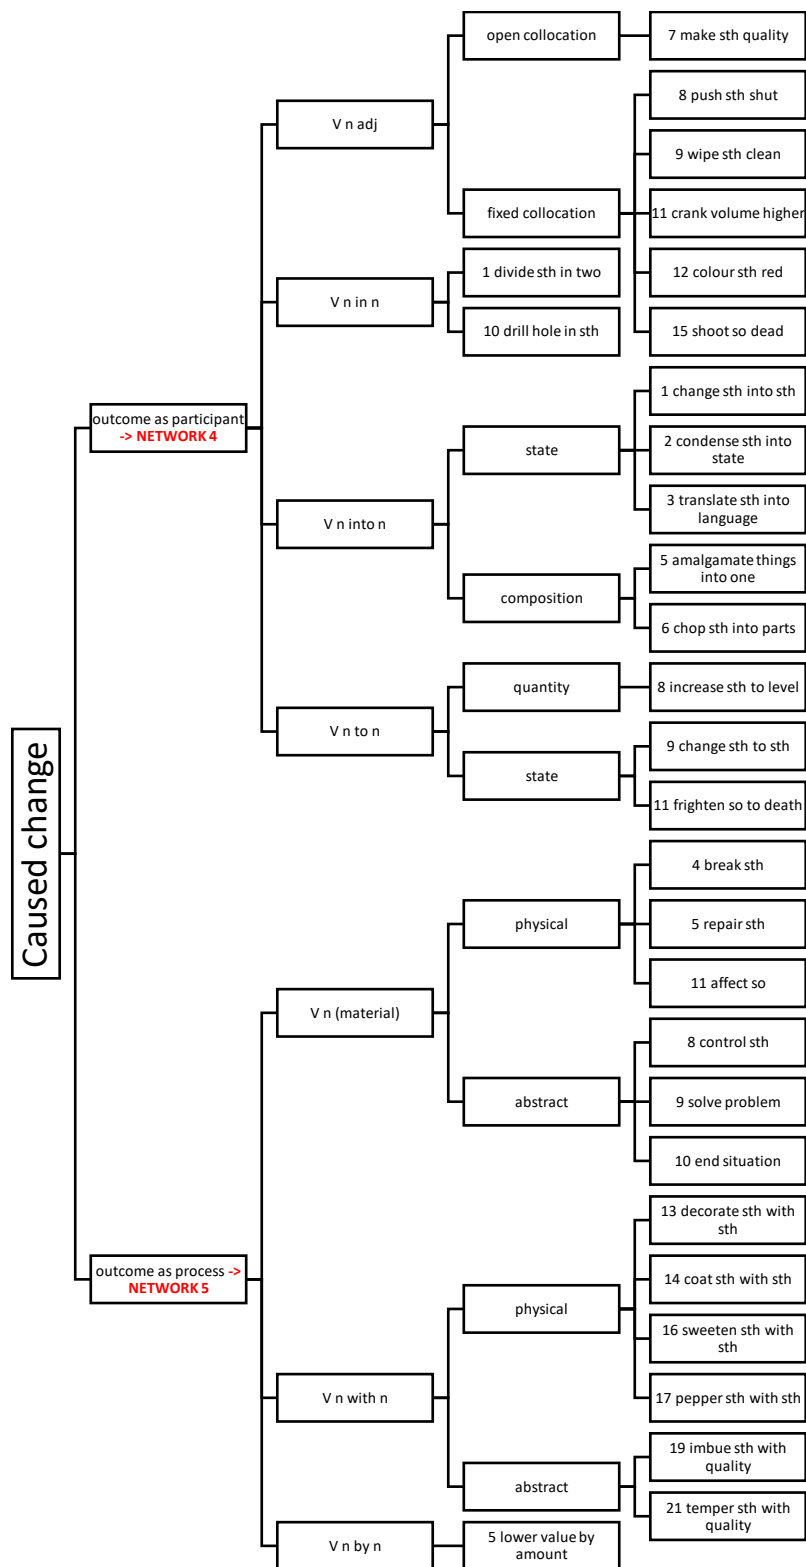 Caused change
outcome as participant
-> NETWORK 4
V n adj
open collocation
7 make sth quality
fixed collocation
8 push sth shut
9 wipe sth clean
11 crank volume higher
12 colour sth red
15 shoot so dead
V n in n
1 divide sth in two
10 drill hole in sth
V n into n
state
1 change sth into sth
2 condense sth into
state
3 translate sth into
language
composition
5 amalgamate things
into one
6 chop sth into parts
V n to n
quantity
8 increase sth to level
state
9 change sth to sth
11 frighten so to death
outcome as process ->
NETWORK 5
V n (material)
physical
4 break sth
5 repair sth
11 affect so
abstract
8 control sth
9 solve problem
10 end situation
V n with n
physical
13 decorate sth with
sth
14 coat sth with sth
16 sweeten sth with
sth
17 pepper sth with sth
abstract
19 imbue sth with
quality
21 temper sth with
quality
V n by n
5 lower value by
amount